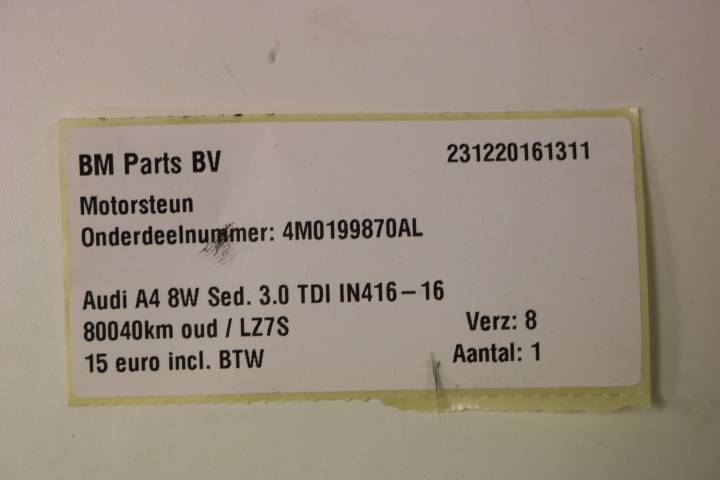 BM Parts BV 231220161311
Motorsteun
Onderdeelnummer: 4M0199870AL
Audi A4 8W Sed. 3.0 TDI IN416-16
80040km oud / LZ7S Verz: 8
15 euro incl. BTW Aantal: 1